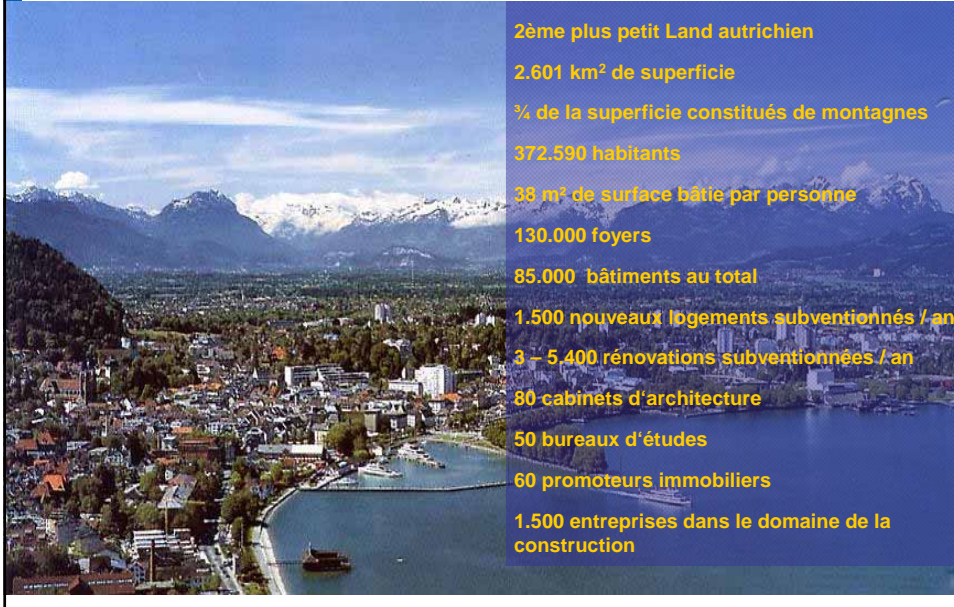 2ème plus petit Land autrichien
2.601 km² de superficie
¾ de la superficie constitués de montagnes
372.590 habitants
38 m² de surface bâtie par personne
130.000 foyers
85.000 bâtiments au total
1.500 nouveaux logements subventionnés / an
3 – 5.400 rénovations subventionnées / an
80 cabinets d‘architecture
50 bureaux d‘études
60 promoteurs immobiliers
1.500 entreprises dans le domaine de la
construction